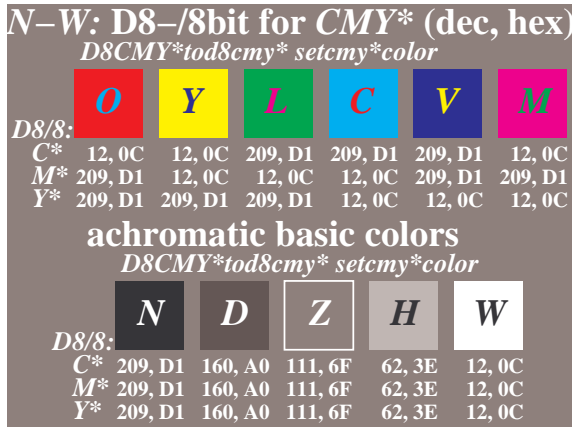 N–W: D8–/8bit for CMY* (dec, hex)
D8CMY*tod8cmy* setcmy*color
O Y L C V M
D8/8:
C* 12, 0C 12, 0C 209, D1 209, D1 209, D1 12, 0C
M* 209, D1 12, 0C 12, 0C 12, 0C 209, D1 209, D1
Y* 209, D1 209, D1 209, D1 12, 0C 12, 0C 12, 0C
achromatic basic colors
D8CMY*tod8cmy* setcmy*color
N D Z H W
D8/8:
C* 209, D1 160, A0 111, 6F 62, 3E 12, 0C
M* 209, D1 160, A0 111, 6F 62, 3E 12, 0C
Y* 209, D1 160, A0 111, 6F 62, 3E 12, 0C